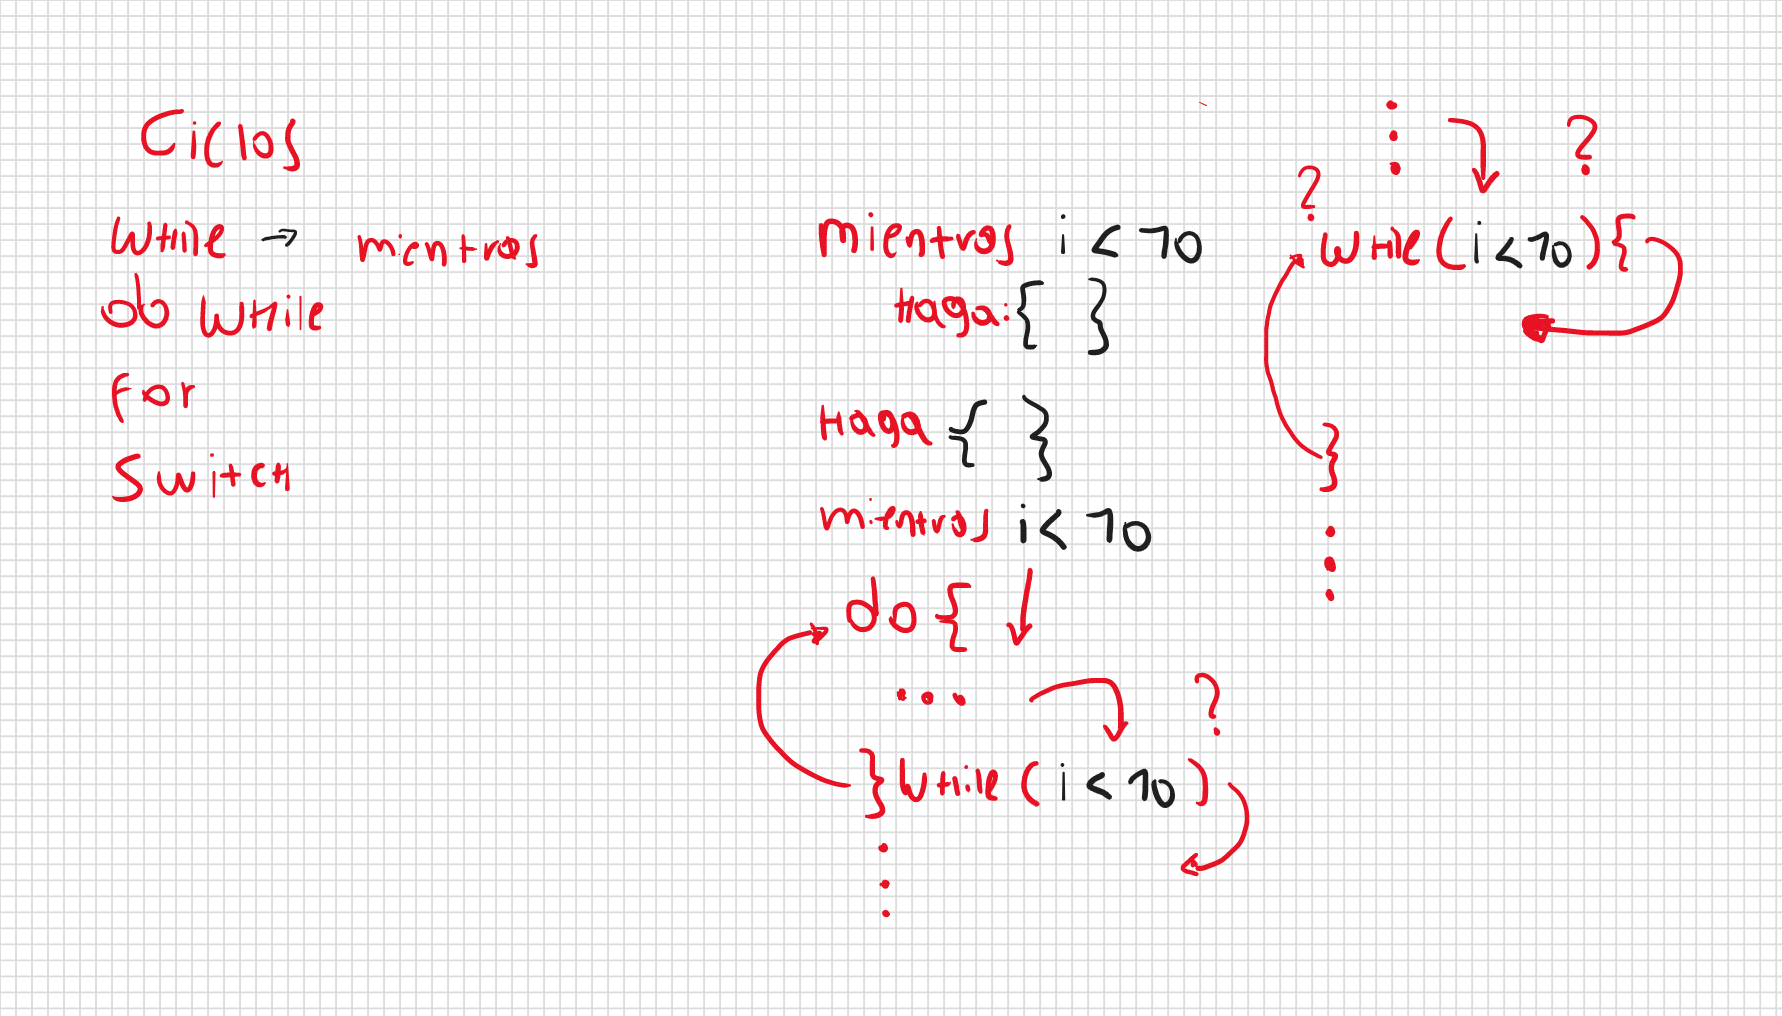 Ciclos
While → mientras
do While
For
Switch
mientras i < 10
Haga: { }
Haga { }
mientras i < 10
do {
...
} While ( i < 10 )
.
.
.
.
.
.
?
?
While ( i < 10 ) {
}
.
.
.
?